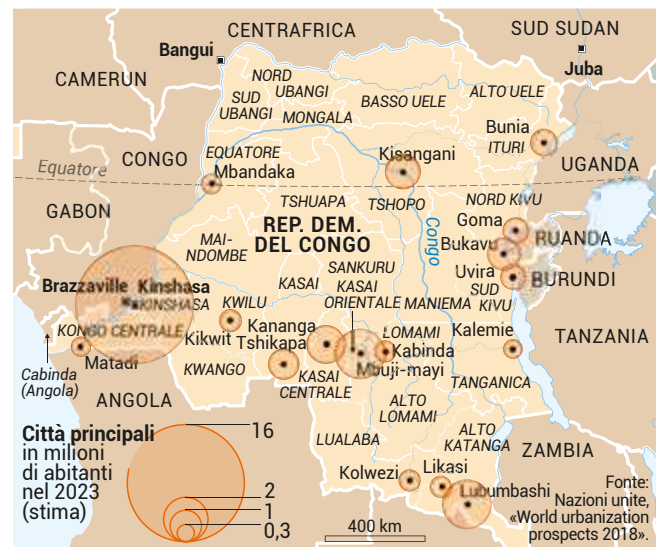 CENTRAFRICA
SUD SUDAN
Bangui
Juba
CAMERUN
NORD
UBANGI
SUD
UBANGI
MONGALA
BASSO UELE
ALTO UELE
Bunia
ITURI
CONGO
EQUATORE
Mbandaka
Kisangani
UGANDA
Equatore
GABON
TSHUAPA
TSHOPO
NORD KIVU
Goma
REP. DEM.
DEL CONGO
Congo
Bukavu
RUANDA
MAI-
NDOMBE
SANKURU
Uvira
BURUNDI
Brazzaville
Kinshasa
KINSHASA
KASAI
KASAI
ORIENTALE
MANIEMA
SUD
KIVU
KWILU
KONGO CENTRALE
Kikwit
Kananga
Tshikapa
LOMAMI
Kabinda
Kalemie
TANZANIA
Matadi
Mbuji-mayi
Cabinda
(Angola)
KWANGO
KASAI
CENTRALE
TANGANICA
ANGOLA
ALTO
LOMAMI
Città principali
in milioni
di abitanti
nel 2023
(stima)
16
2
1
0,3
LUALABA
ALTO
KATANGA
ZAMBIA
Kolwezi
Likasi
Lubumbashi
400 km
Fonte:
Nazioni unite,
«World urbanization
prospects 2018».